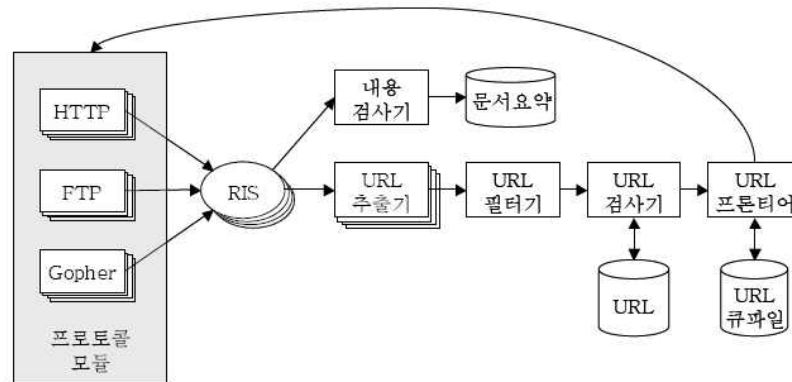 HTTP
FTP
Gopher
프로토콜
모듈
RIS
내용
검사기
문서요약
URL
추출기
URL
필터기
URL
검사기
URL
프론티어
URL
URL
큐파일